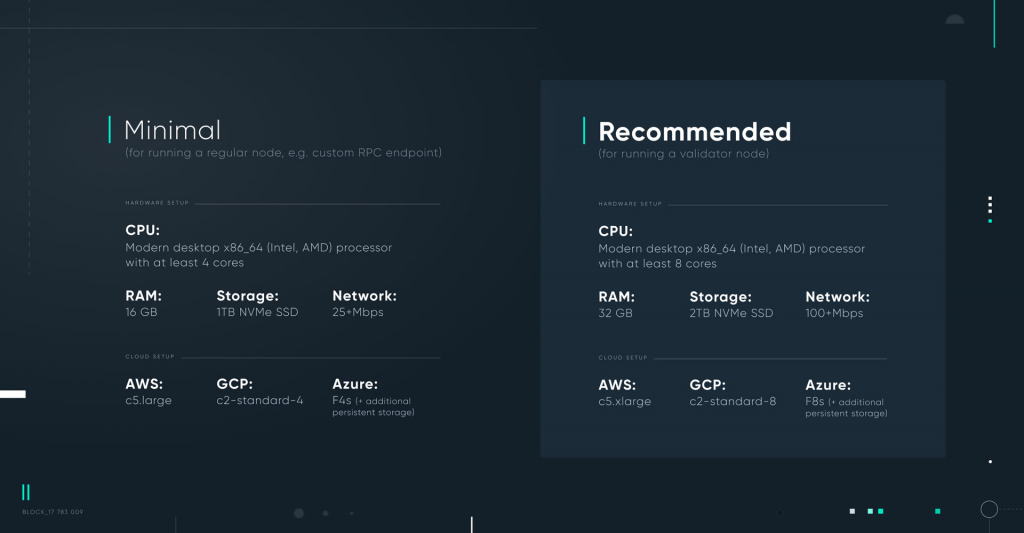 Minimal
(for running a regular node, e.g. custom RPC endpoint)
HARDWARE SETUP
CPU:
Modern desktop x86_64 (Intel, AMD) processor
with at least 4 cores
RAM: Storage: Network:
16 GB 1TB NVMe SSD 25+Mbps
CLOUD SETUP
AWS: GCP: Azure:
c5.large c2-standard-4 F4s (+ additional
persistent storage)
Recommended
(for running a validator node)
HARDWARE SETUP
CPU:
Modern desktop x86_64 (Intel, AMD) processor
with at least 8 cores
RAM: Storage: Network:
32 GB 2TB NVMe SSD 100+Mbps
CLOUD SETUP
AWS: GCP: Azure:
c5.xlarge c2-standard-8 F8s (+ additional
persistent storage)
BLOCK_17 783 009